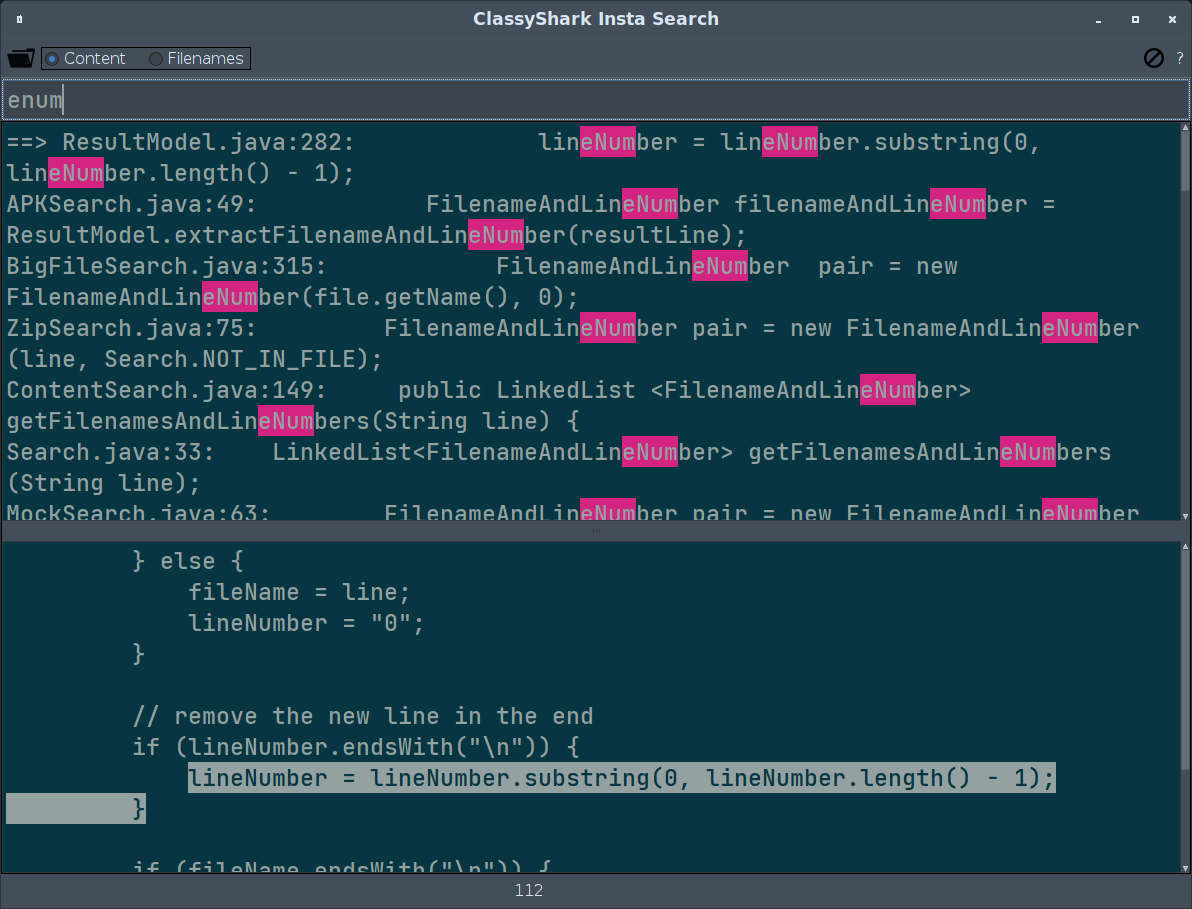 ClassyShark Insta Search
Content Filenames ?
enum
==> ResultModel.java:282:             lineNumber = lineNumber.substring(0,
lineNumber.length() - 1);
APKSearch.java:49:            FilenameAndLineNumber filenameAndLineNumber =
ResultModel.extractFilenameAndLineNumber(resultLine);
BigFileSearch.java:315:            FilenameAndLineNumber  pair = new
FilenameAndLineNumber(file.getName(), 0);
ZipSearch.java:75:         FilenameAndLineNumber pair = new FilenameAndLineNumber
(line, Search.NOT_IN_FILE);
ContentSearch.java:149:     public LinkedList <FilenameAndLineNumber>
getFilenamesAndLineNumbers(String line) {
Search.java:33:    LinkedList<FilenameAndLineNumber> getFilenamesAndLineNumbers
(String line);
MockSearch.java:63:        FilenameAndLineNumber pair = new FilenameAndLineNumber
         } else {
             fileName = line;
             lineNumber = "0";
         }
         // remove the new line in the end
         if (lineNumber.endsWith("\n")) {
             lineNumber = lineNumber.substring(0, lineNumber.length() - 1);
         }
         if (fileName.endsWith("\n")) {
112